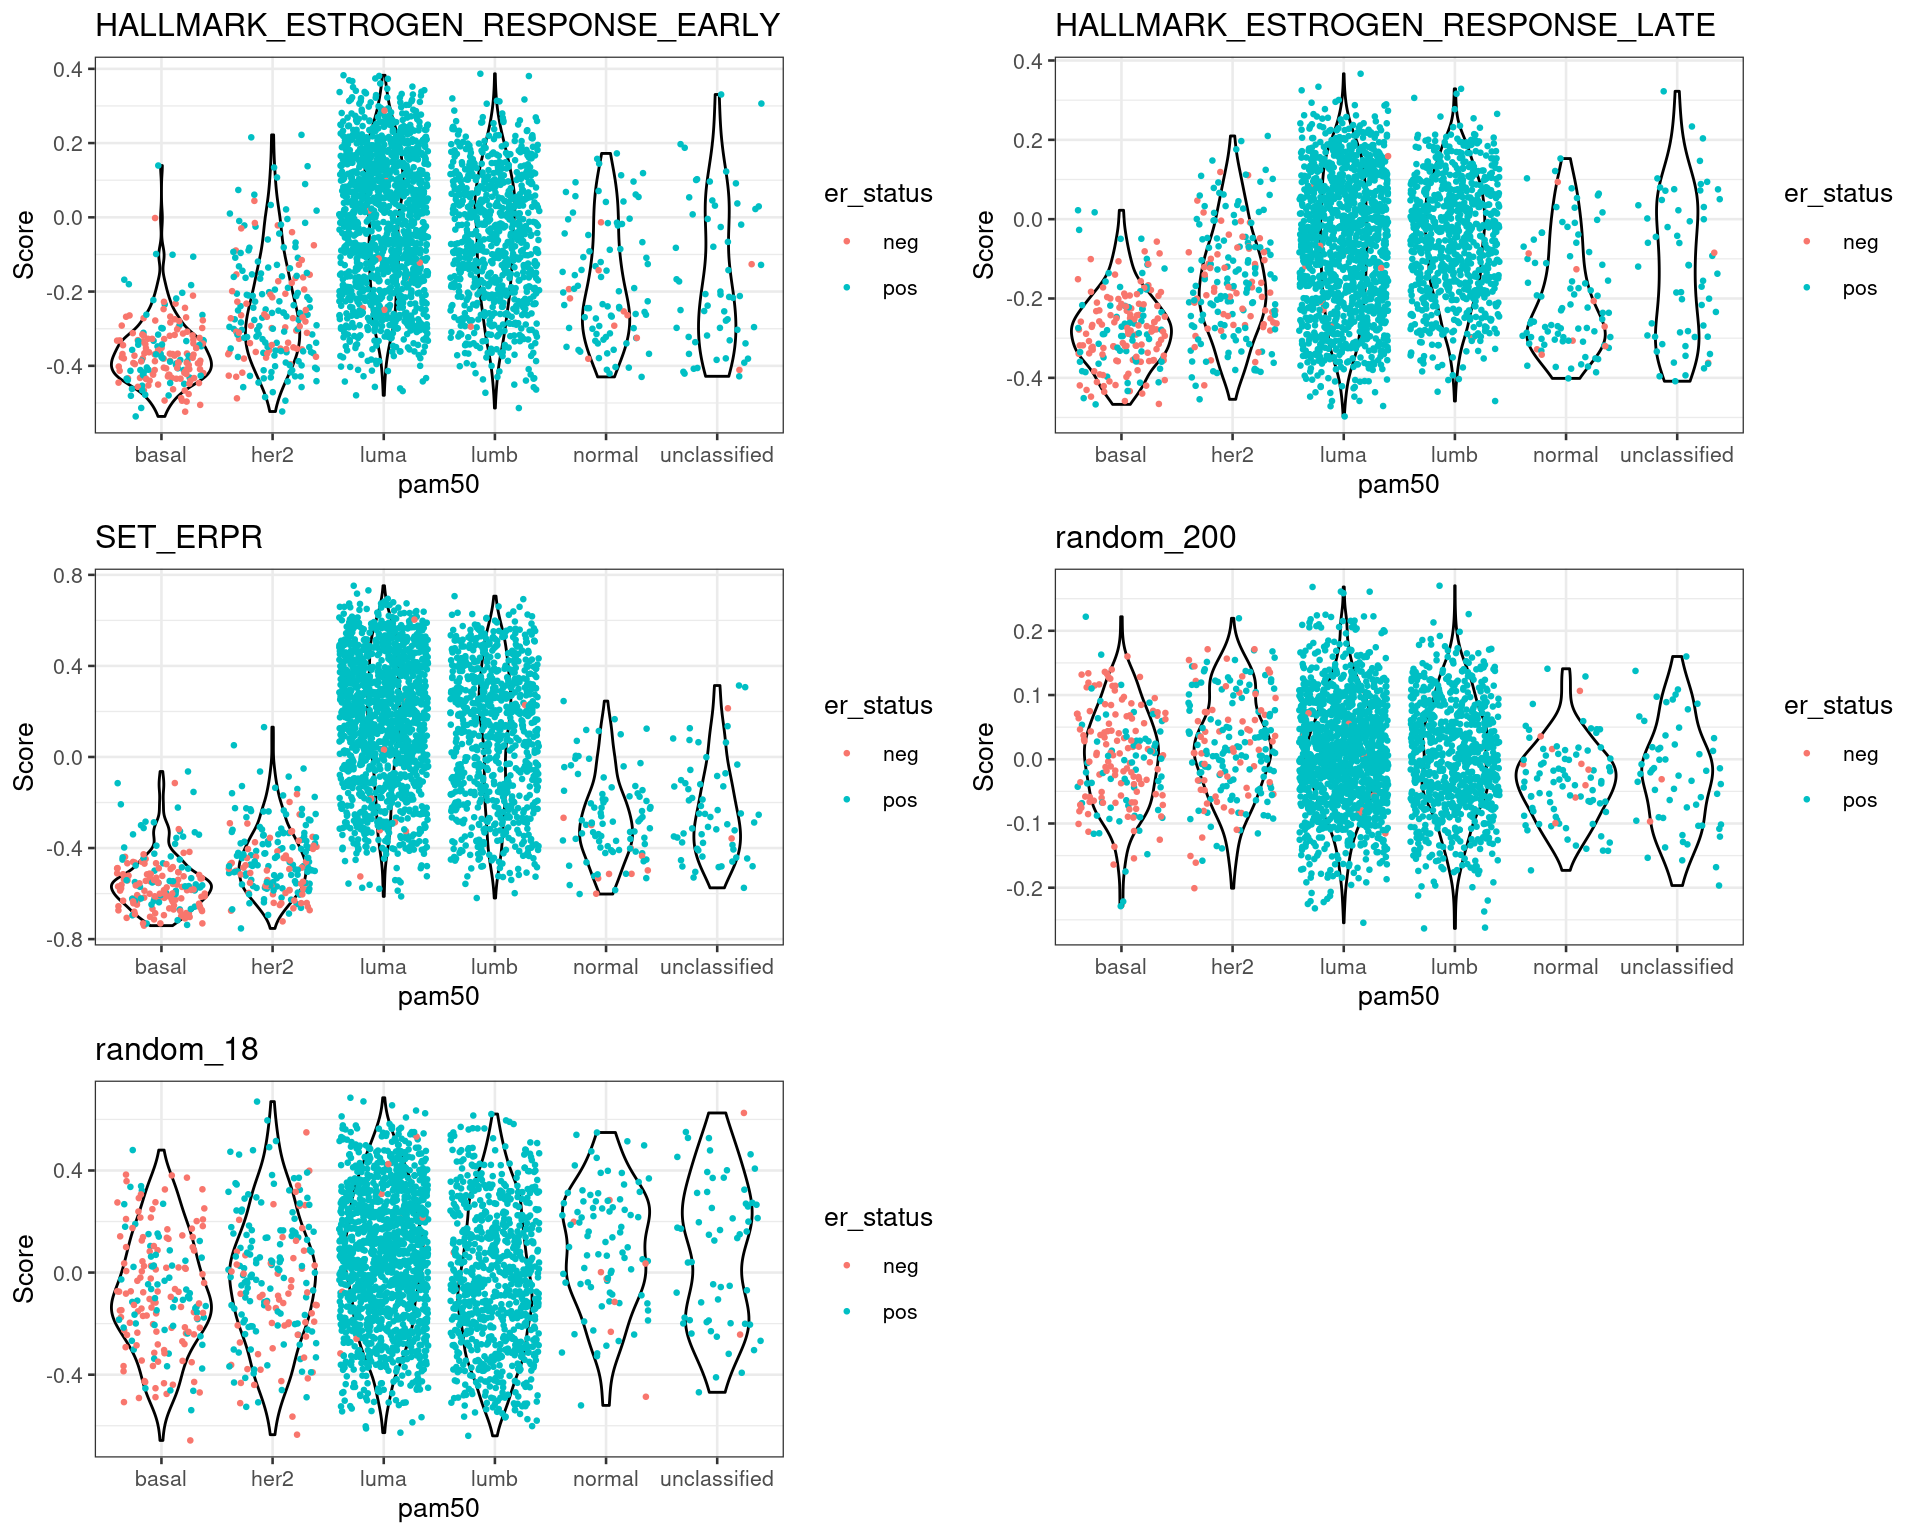 HALLMARK_ESTROGEN_RESPONSE_EARLY
0.4
0.2
0.0
-0.2
-0.4
Score
basal her2 luma lumb normal unclassified
pam50
er_status
neg
pos
HALLMARK_ESTROGEN_RESPONSE_LATE
0.4
0.2
0.0
-0.2
-0.4
Score
basal her2 luma lumb normal unclassified
pam50
er_status
neg
pos
SET_ERPR
0.8
0.4
0.0
-0.4
-0.8
Score
basal her2 luma lumb normal unclassified
pam50
er_status
neg
pos
random_200
0.2
0.1
0.0
-0.1
-0.2
Score
basal her2 luma lumb normal unclassified
pam50
er_status
neg
pos
random_18
0.4
0.0
-0.4
Score
basal her2 luma lumb normal unclassified
pam50
er_status
neg
pos